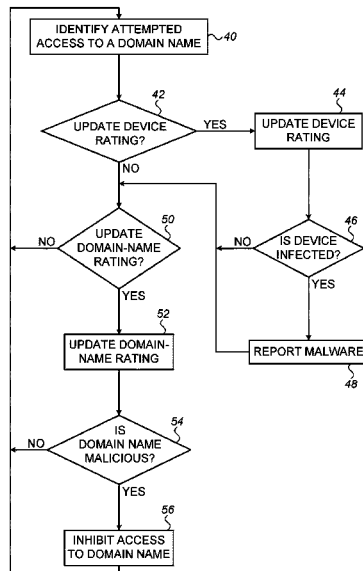 IDENTIFY ATTEMPTED
ACCESS TO A DOMAIN NAME
40
42
UPDATE DEVICE
RATING?
YES
NO
44
UPDATE DEVICE
RATING
46
IS DEVICE
INFECTED?
NO
YES
REPORT MALWARE
48
50
UPDATE
DOMAIN-NAME
RATING?
NO
YES
52
UPDATE DOMAIN-
NAME RATING
54
IS
DOMAIN NAME
MALICIOUS?
NO
YES
56
INHIBIT ACCESS
TO DOMAIN NAME